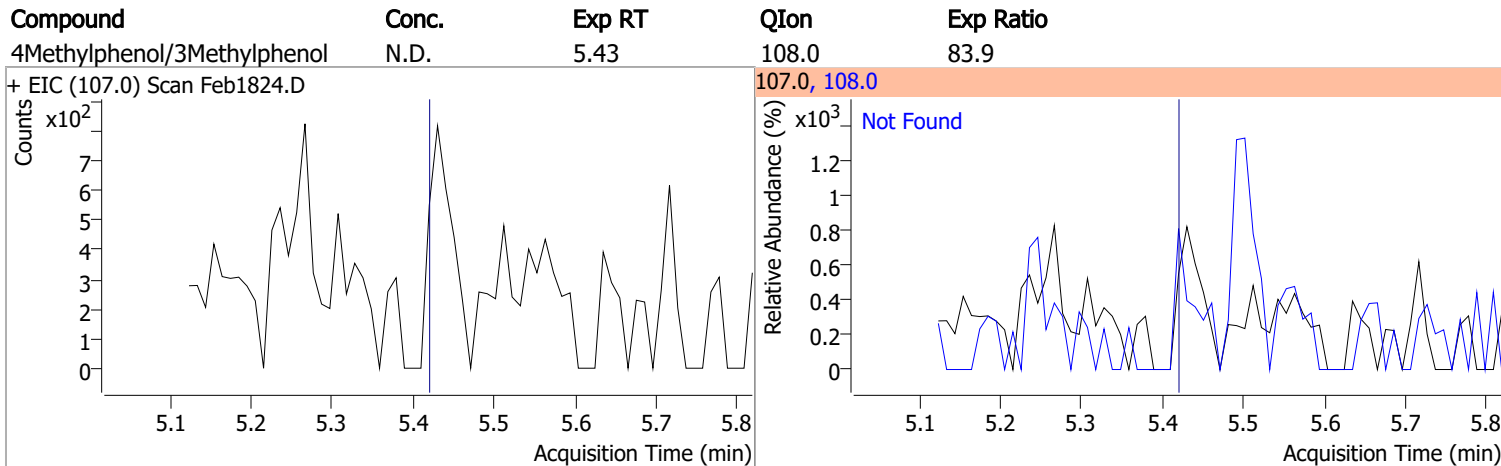 Compound Conc. Exp RT QIon Exp Ratio
4Methylphenol/3Methylphenol N.D. 5.43 108.0 83.9
+ EIC (107.0) Scan Feb1824.D
Counts
x10²
7
6
5
4
3
2
1
0
5.1 5.2 5.3 5.4 5.5 5.6 5.7 5.8
Acquisition Time (min)
107.0, 108.0
Relative Abundance (%)
x10³
Not Found
1.2
1
0.8
0.6
0.4
0.2
0
5.1 5.2 5.3 5.4 5.5 5.6 5.7 5.8
Acquisition Time (min)